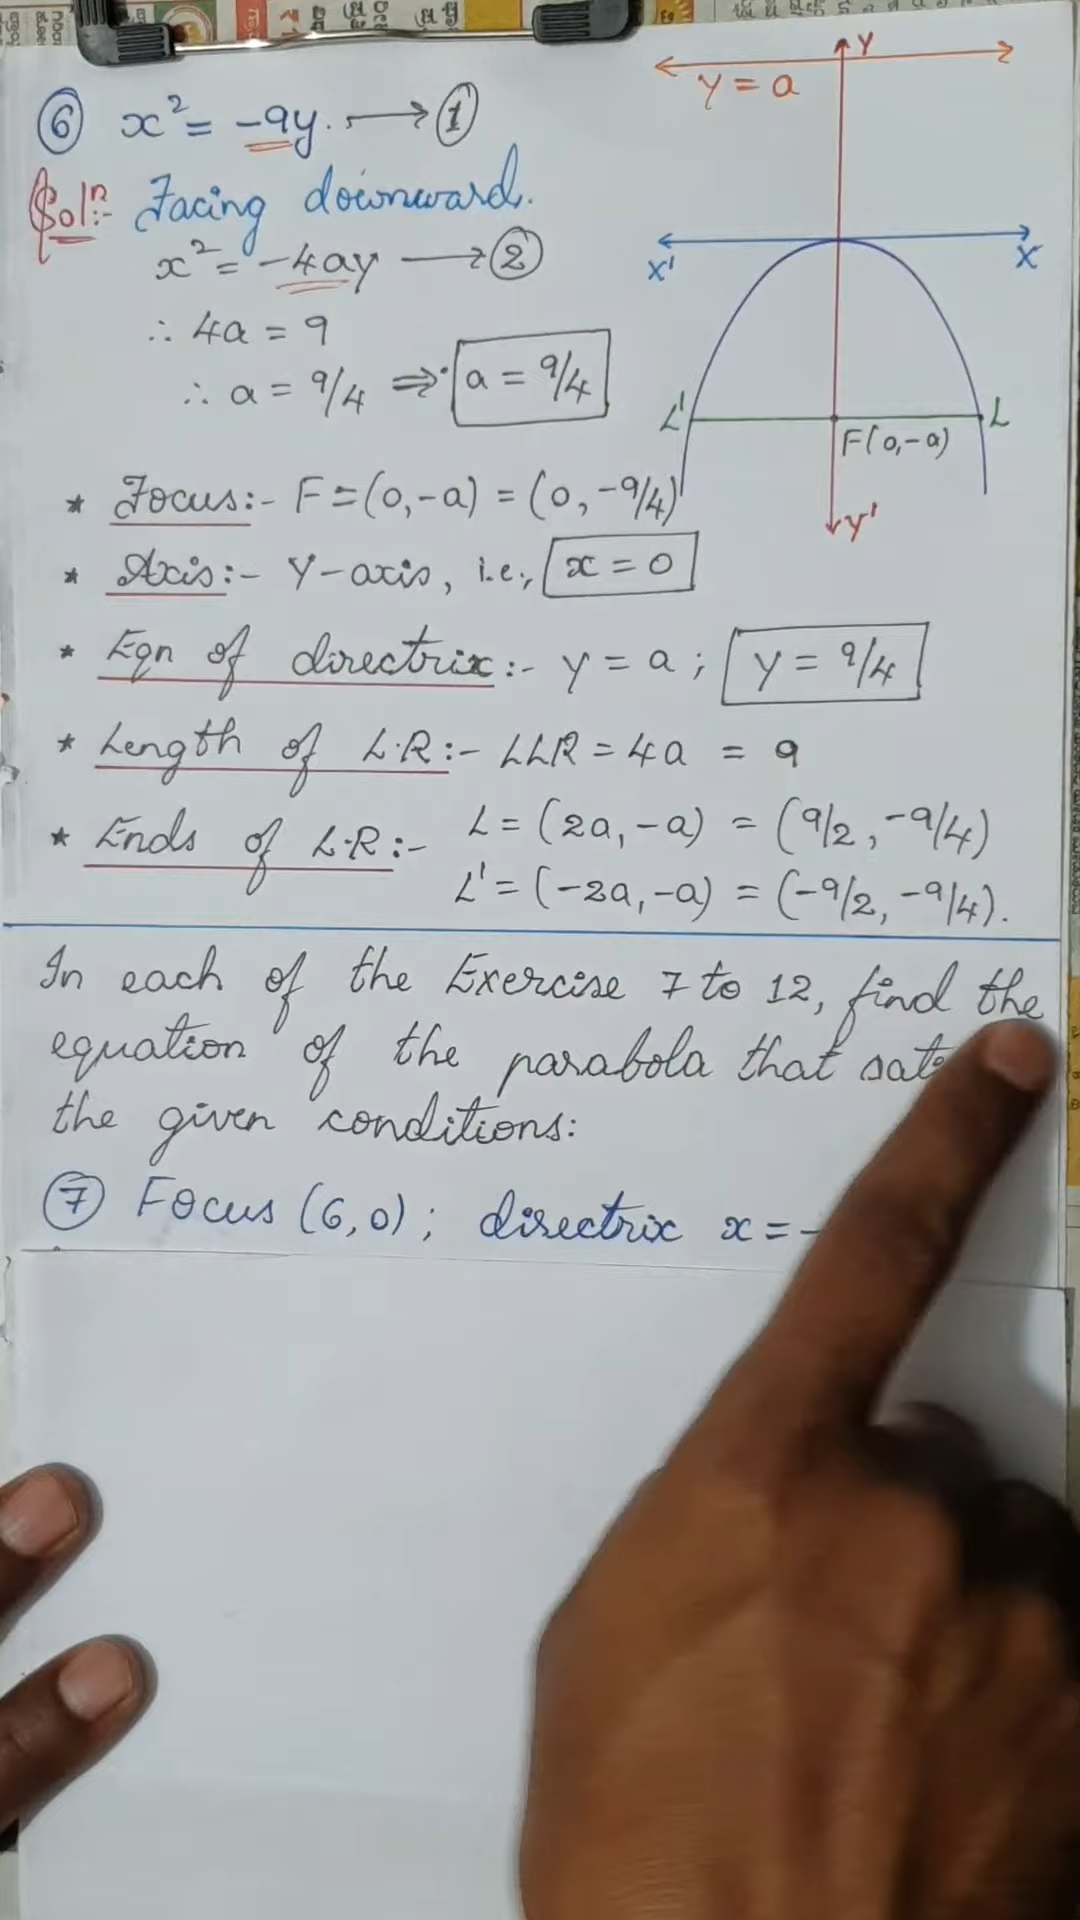 ⑥ x² = -9y. → ①
Solⁿ:- Facing downward.
x² = -4ay → ②
∴ 4a = 9
∴ a = 9/4 ⇒ a = 9/4
y = a
Y
X'
X
L'
L
F(0,-a)
Y'
* Focus:- F = (0,-a) = (0,-9/4)
* Axis:- Y-axis, i.e., x = 0
* Eqn of directrix:- y = a ; y = 9/4
* Length of L.R:- LLR = 4a = 9
* Ends of L.R:- L = (2a,-a) = (9/2,-9/4)
L' = (-2a,-a) = (-9/2,-9/4).
In each of the Exercise 7 to 12, find the
equation of the parabola that
the given conditions:
⑦ Focus (6,0); directrix x = -